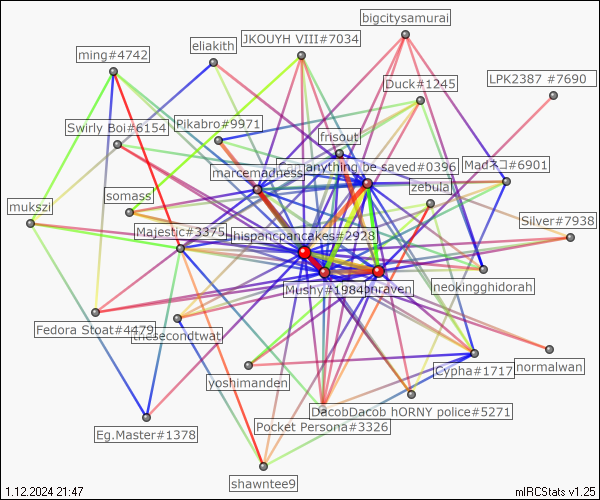 bigcitysamurai
JKOUYH VIII#7034
eliakith
ming#4742
LPK2387 #7690
Duck#1245
Pikabro#9971
Swirly Boi#6154
frisout
Camanything be saved#0396
Madネコ#6901
marcemadness
zebula
somass
mukszi
Silver#7938
Majestic#3375
hispancpancakes#2928
Mushy#1984
bnraven
neokingghidorah
Fedora Stoat#4479
thesecondtwat
normalwan
Cypha#1717
yoshimanden
DacobDacob hORNY police#5271
Pocket Persona#3326
Eg.Master#1378
shawntee9
1.12.2024 21:47
mIRCStats v1.25